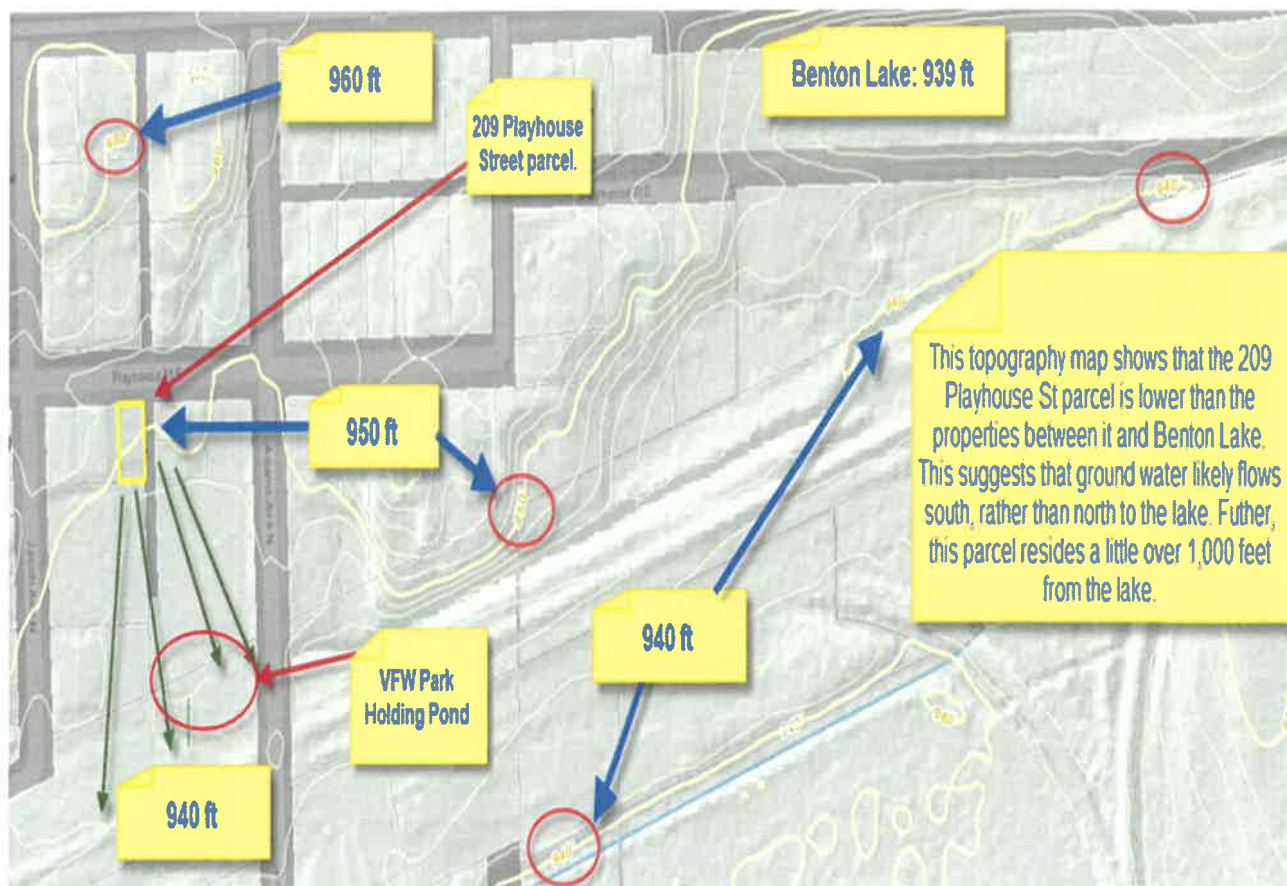 960 ft
Benton Lake: 939 ft
209 Playhouse
Street parcel.
950 ft
This topography map shows that the 209
Playhouse St parcel is lower than the
properties between it and Benton Lake.
This suggests that ground water likely flows
south, rather than north to the lake. Futher,
this parcel resides a little over 1,000 feet
from the lake.
940 ft
VFW Park
Holding Pond
940 ft
940
940
940